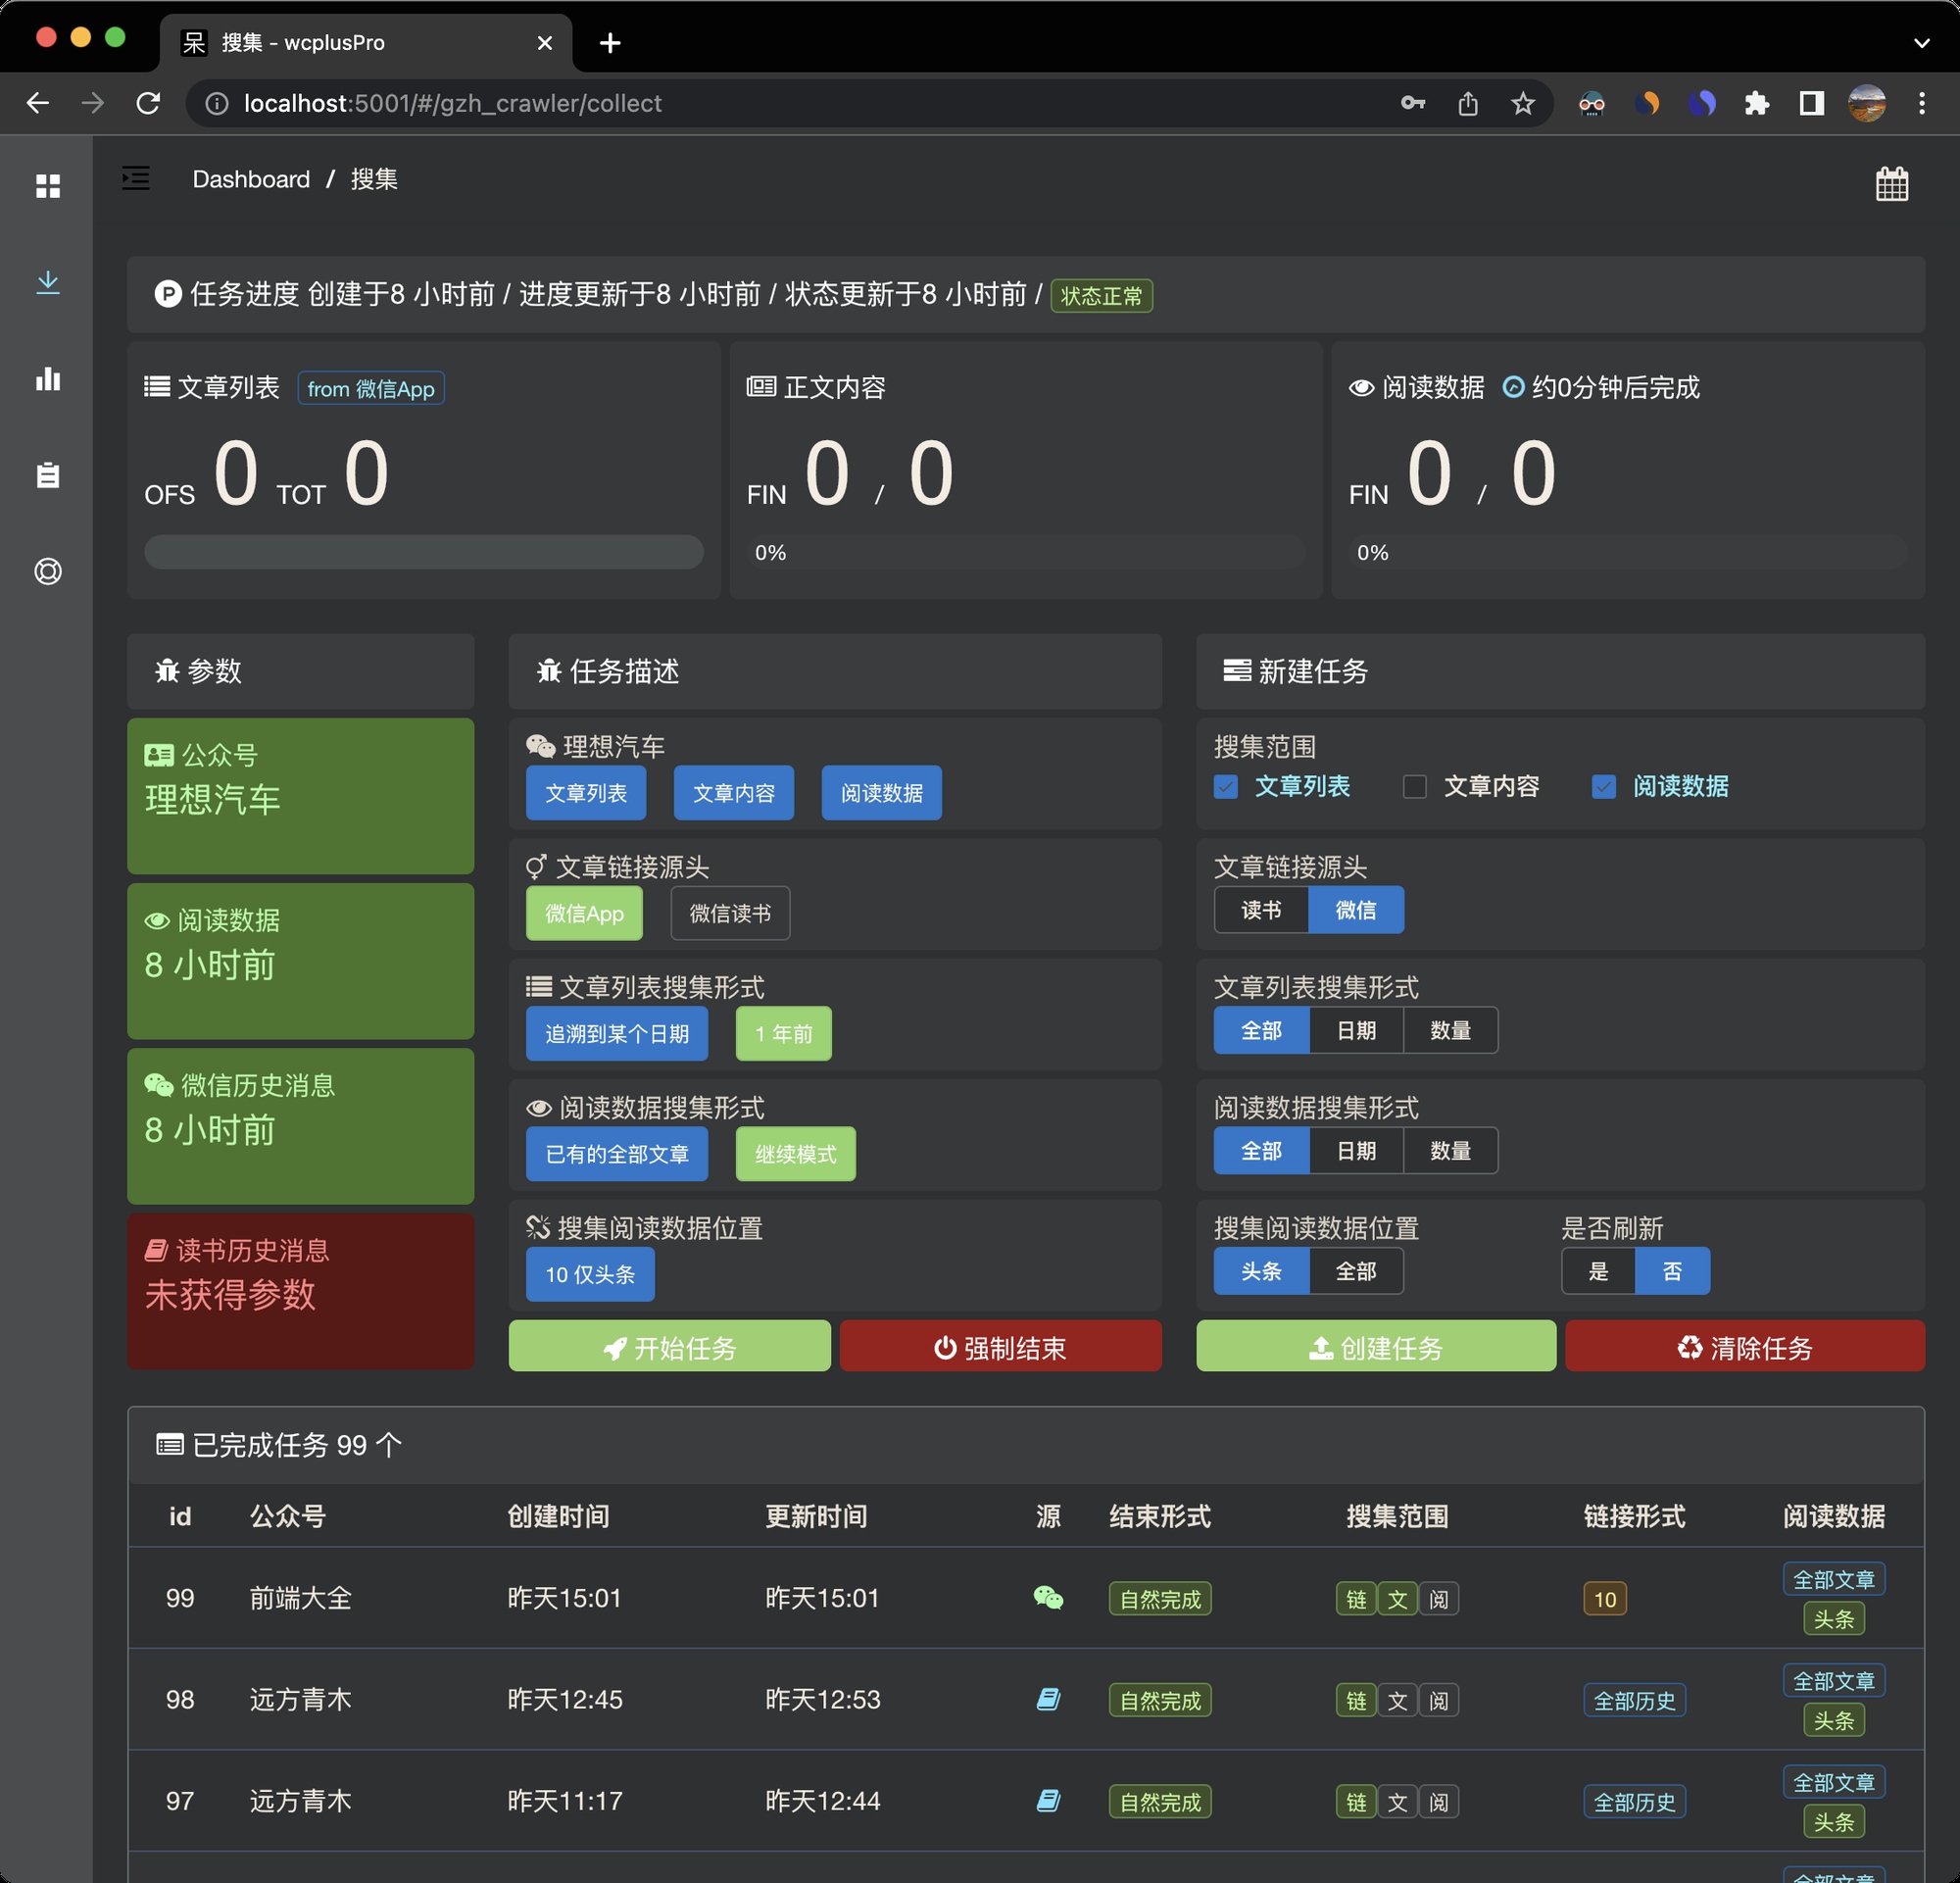 呆 搜集 - wcplusPro
localhost:5001/#/gzh_crawler/collect
Dashboard / 搜集
任务进度 创建于8 小时前 / 进度更新于8 小时前 / 状态更新于8 小时前 / 状态正常
文章列表 from 微信App
OFS 0 TOT 0
正文内容
FIN 0 / 0
0%
阅读数据 约0分钟后完成
FIN 0 / 0
0%
参数
公众号
理想汽车
阅读数据
8 小时前
微信历史消息
8 小时前
读书历史消息
未获得参数
任务描述
理想汽车
文章列表 文章内容 阅读数据
文章链接源头
微信App 微信读书
文章列表搜集形式
追溯到某个日期 1 年前
阅读数据搜集形式
已有的全部文章 继续模式
搜集阅读数据位置
10 仅头条
开始任务 强制结束
新建任务
搜集范围
文章列表 文章内容 阅读数据
文章链接源头
读书 微信
文章列表搜集形式
全部 日期 数量
阅读数据搜集形式
全部 日期 数量
搜集阅读数据位置 是否刷新
头条 全部 是 否
创建任务 清除任务
已完成任务 99 个
id 公众号 创建时间 更新时间 源 结束形式 搜集范围 链接形式 阅读数据
99 前端大全 昨天15:01 昨天15:01 自然完成 链 文 阅 10 全部文章
头条
98 远方青木 昨天12:45 昨天12:53 自然完成 链 文 阅 全部历史 全部文章
头条
97 远方青木 昨天11:17 昨天12:44 自然完成 链 文 阅 全部历史 全部文章
头条